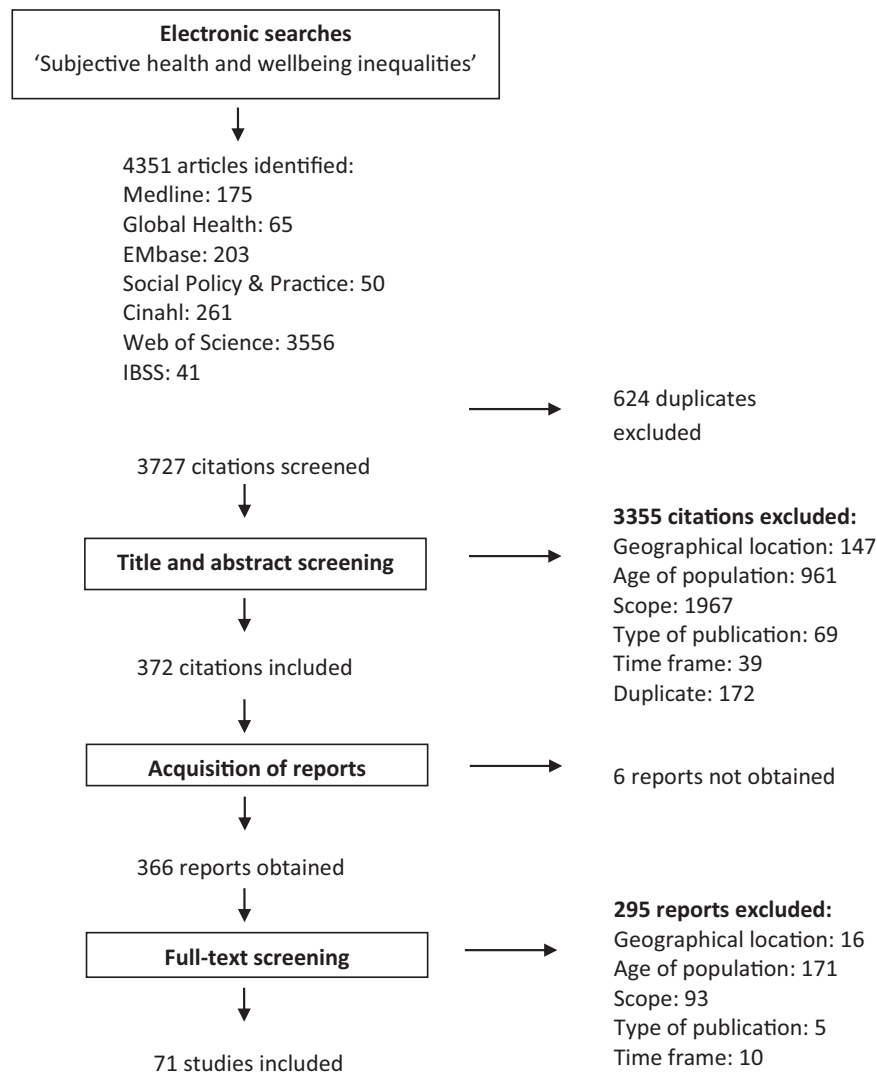 Electronic searches
‘Subjective health and wellbeing inequalities’
4351 articles identified:
Medline: 175
Global Health: 65
EMbase: 203
Social Policy & Practice: 50
Cinahl: 261
Web of Science: 3556
IBSS: 41
624 duplicates
excluded
3727 citations screened
Title and abstract screening
3355 citations excluded:
Geographical location: 147
Age of population: 961
Scope: 1967
Type of publication: 69
Time frame: 39
Duplicate: 172
372 citations included
Acquisition of reports
6 reports not obtained
366 reports obtained
Full-text screening
295 reports excluded:
Geographical location: 16
Age of population: 171
Scope: 93
Type of publication: 5
Time frame: 10
71 studies included